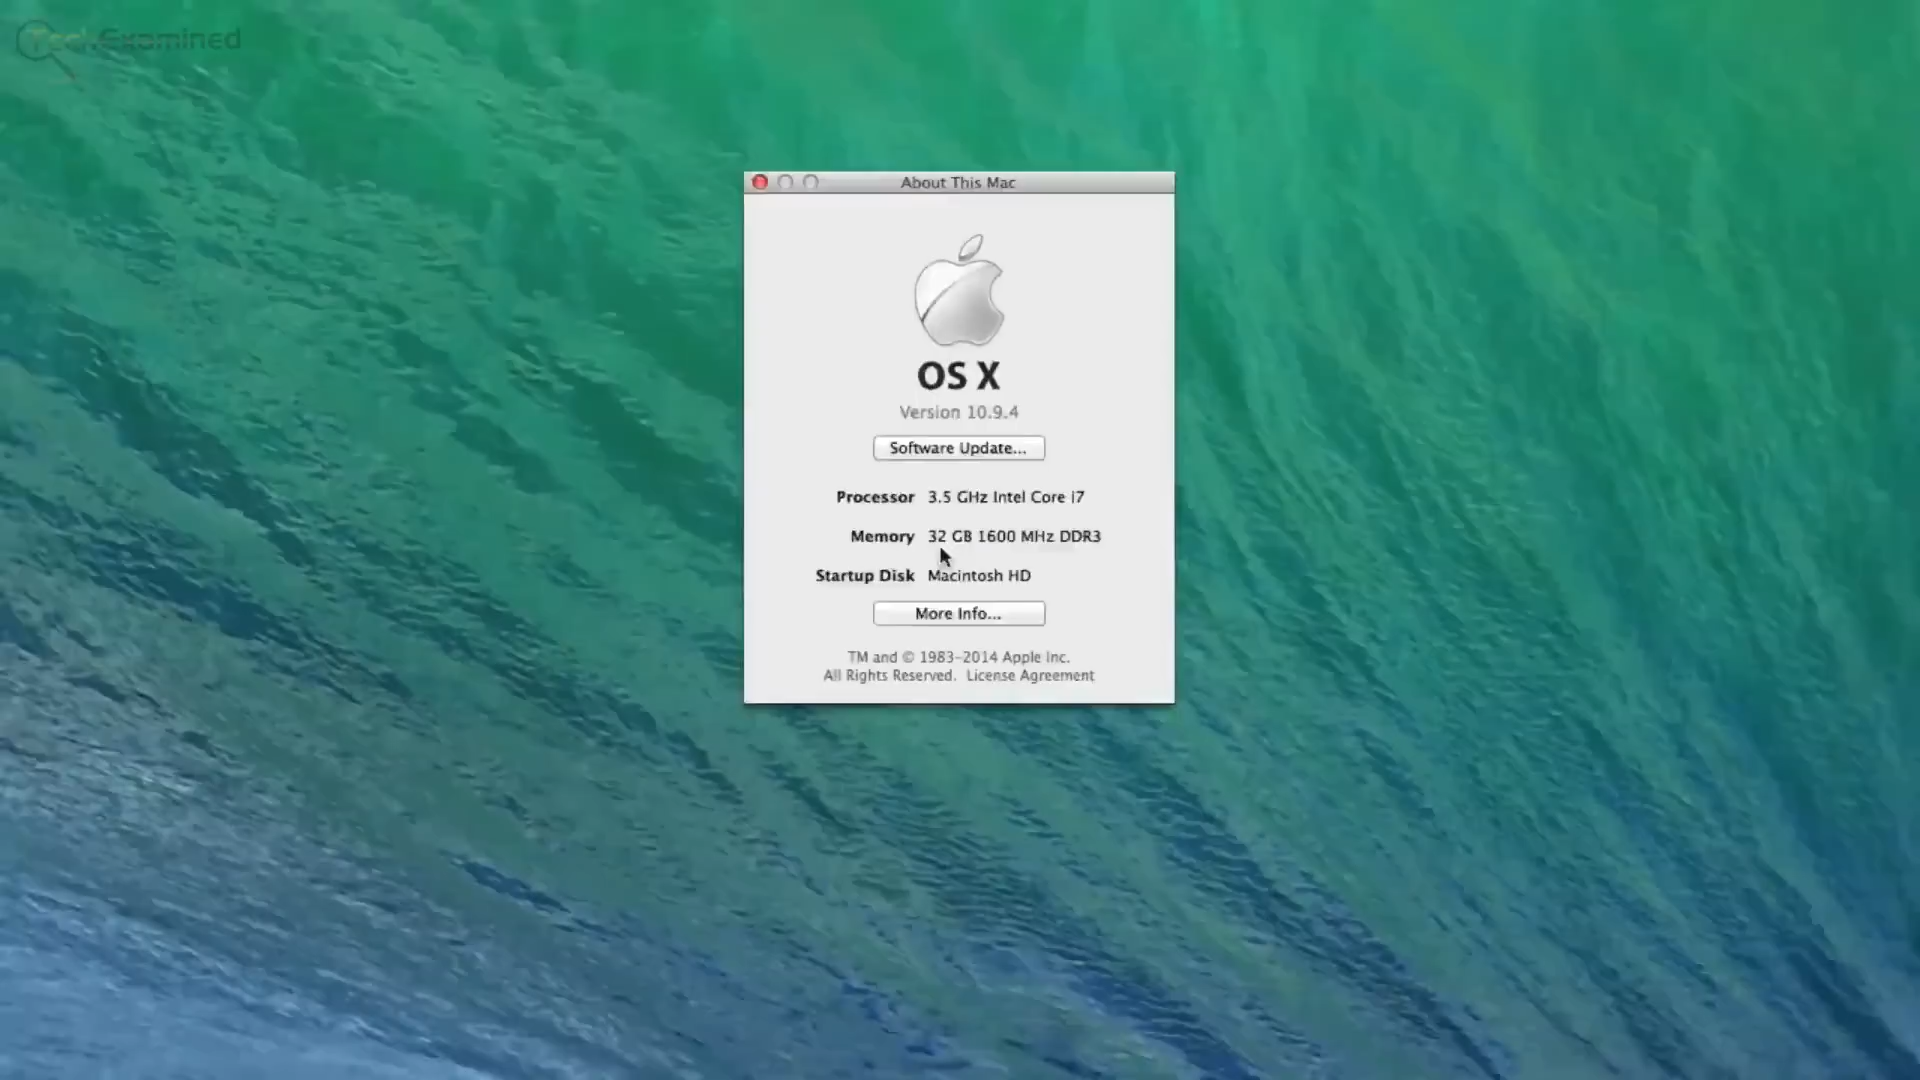 TechExamined
About This Mac
OS X
Version 10.9.4
Software Update...
Processor 3.5 GHz Intel Core i7
Memory 32 GB 1600 MHz DDR3
Startup Disk Macintosh HD
More Info...
TM and © 1983–2014 Apple Inc.
All Rights Reserved. License Agreement